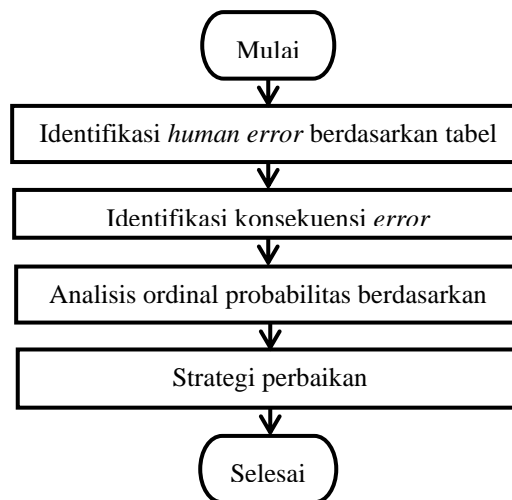 Mulai
Identifikasi human error berdasarkan tabel
Identifikasi konsekuensi error
Analisis ordinal probabilitas berdasarkan
Strategi perbaikan
Selesai